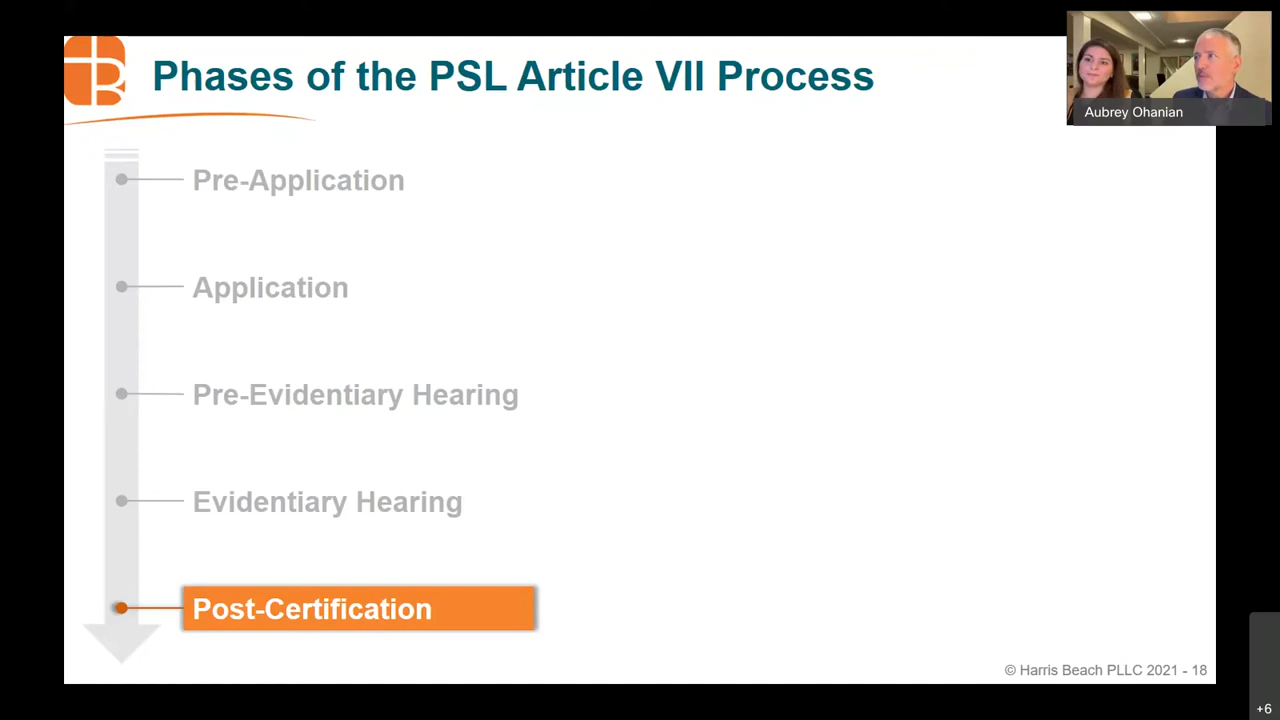 Phases of the PSL Article VII Process
Aubrey Ohanian
Pre-Application
Application
Pre-Evidentiary Hearing
Evidentiary Hearing
Post-Certification
© Harris Beach PLLC 2021 - 18
+6